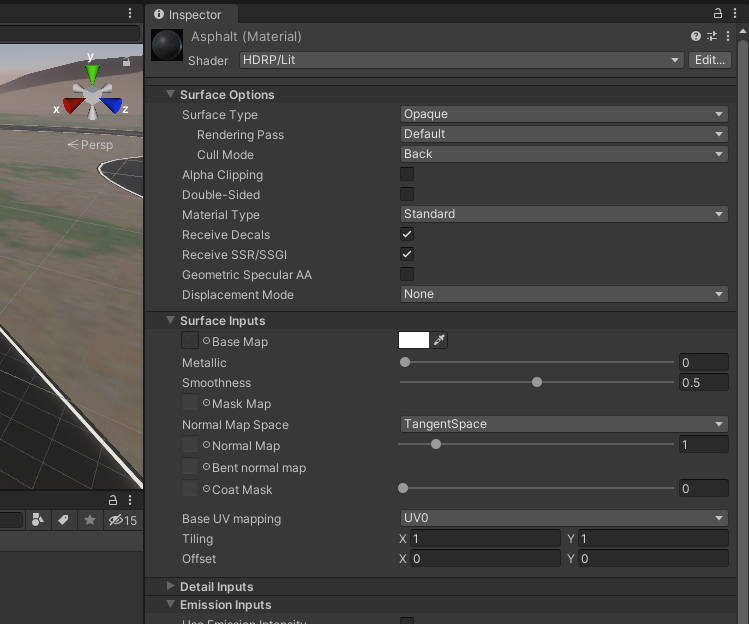 Inspector
Asphalt (Material)
Shader HDRP/Lit Edit...
y
x z
Persp
Surface Options
Surface Type Opaque
Rendering Pass Default
Cull Mode Back
Alpha Clipping
Double-Sided
Material Type Standard
Receive Decals
Receive SSR/SSGI
Geometric Specular AA
Displacement Mode None
Surface Inputs
Base Map
Metallic 0
Smoothness 0.5
Mask Map
Normal Map Space TangentSpace
Normal Map 1
Bent normal map
Coat Mask 0
15
Base UV mapping UV0
Tiling X 1 Y 1
Offset X 0 Y 0
Detail Inputs
Emission Inputs
Use Emission Intensity